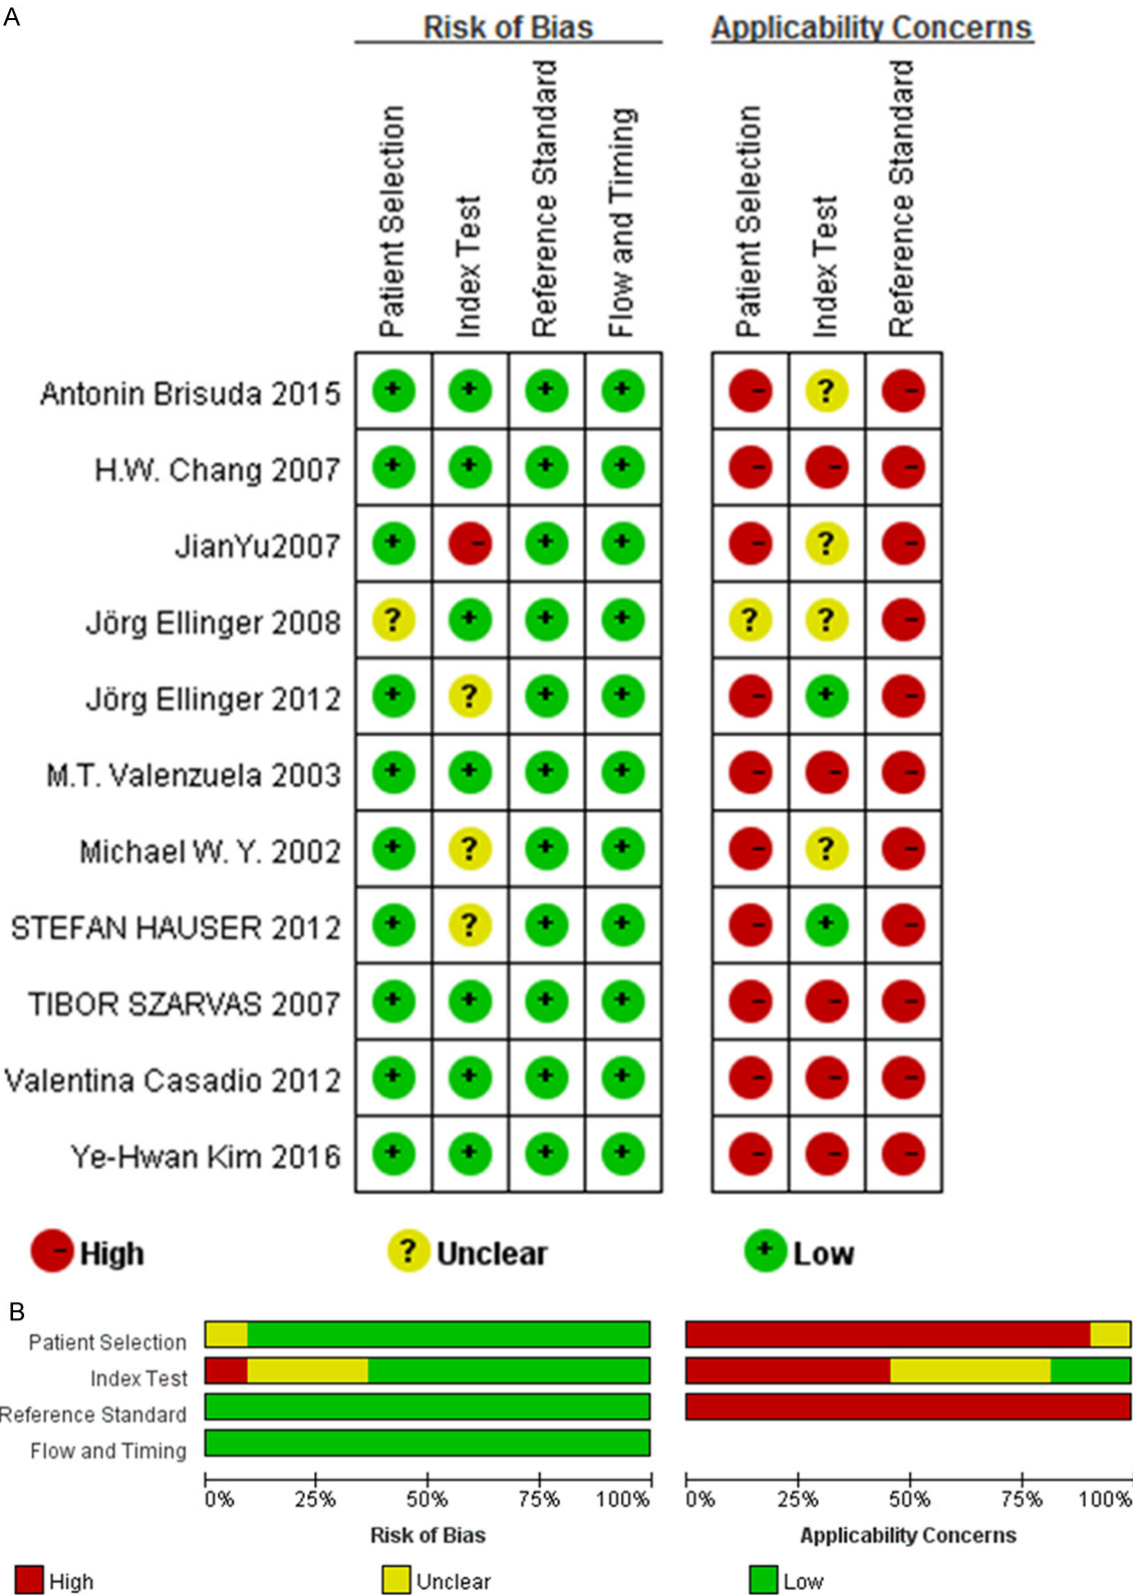 A
Risk of Bias
Applicability Concerns
Patient Selection
Index Test
Reference Standard
Flow and Timing
Patient Selection
Index Test
Reference Standard
Antonin Brisuda 2015 + + + + - ? -
H.W. Chang 2007 + + + + - - -
JianYu2007 + - + + - ? -
Jörg Ellinger 2008 ? + + + ? ? -
Jörg Ellinger 2012 + ? + + - + -
M.T. Valenzuela 2003 + + + + - - -
Michael W. Y. 2002 + ? + + - ? -
STEFAN HAUSER 2012 + ? + + - + -
TIBOR SZARVAS 2007 + + + + - - -
Valentina Casadio 2012 + + + + - - -
Ye-Hwan Kim 2016 + + + + - - -
- High ? Unclear + Low
B
Patient Selection
Index Test
Reference Standard
Flow and Timing
0% 25% 50% 75% 100% 0% 25% 50% 75% 100%
Risk of Bias Applicability Concerns
High Unclear Low